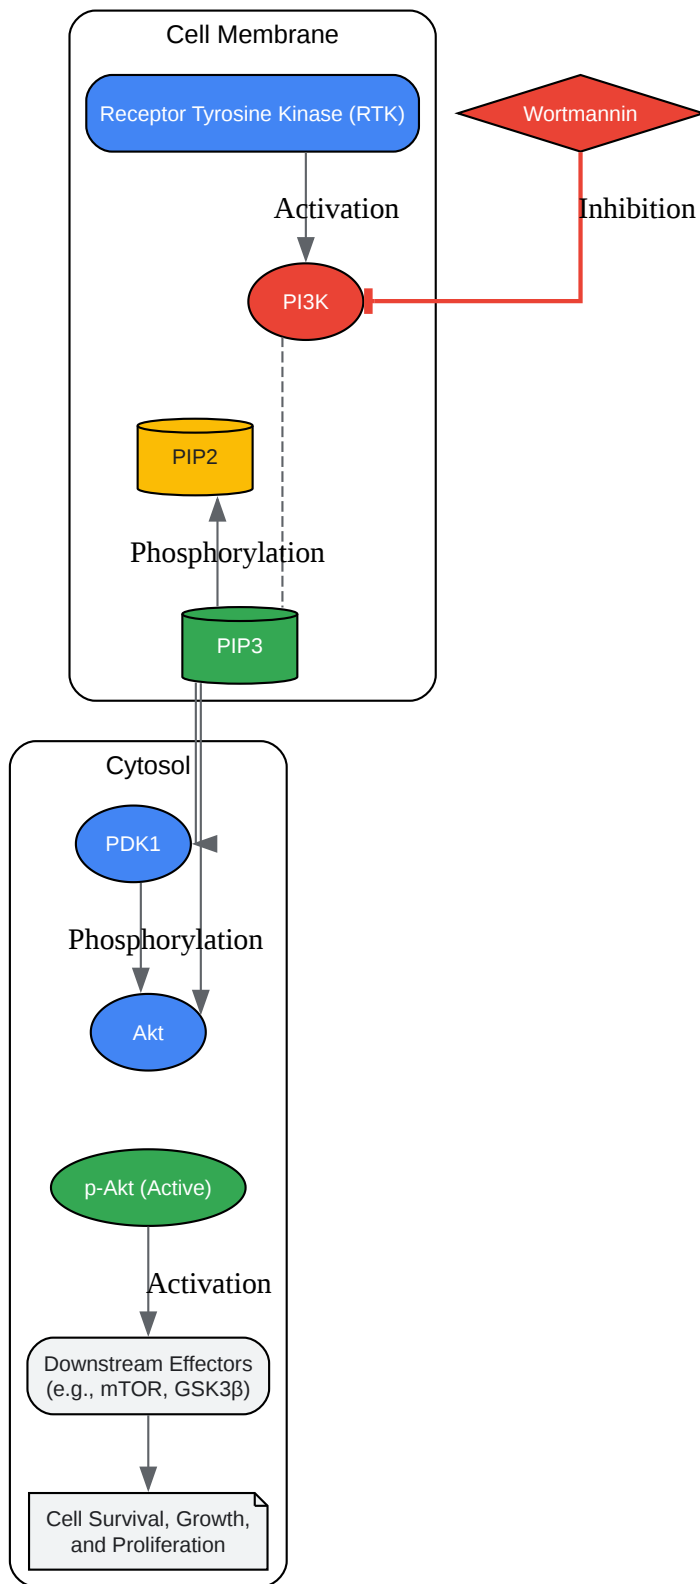 Cell Membrane
Receptor Tyrosine Kinase (RTK)
Wortmannin
Activation
Inhibition
PI3K
PIP2
Phosphorylation
PIP3
Cytosol
PDK1
Phosphorylation
Akt
p-Akt (Active)
Activation
Downstream Effectors
(e.g., mTOR, GSK3β)
Cell Survival, Growth,
and Proliferation